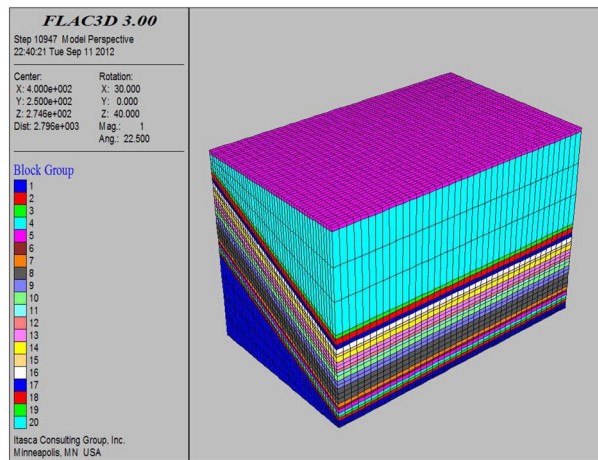 FLAC3D 3.00
Step 10947 Model Perspective
22:40:21 Tue Sep 11 2012
Center: Rotation:
X: 4.000e+002 X: 30.000
Y: 2.500e+002 Y: 0.000
Z: 2.746e+002 Z: 40.000
Dist: 2.796e+003 Mag.: 1
Ang.: 22.500
Block Group
1
2
3
4
5
6
7
8
9
10
11
12
13
14
15
16
17
18
19
20
Itasca Consulting Group, Inc.
Minneapolis, MN USA